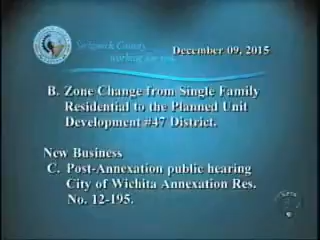 Sedgwick County...
working for you
December 09, 2015
B. Zone Change from Single Family
Residential to the Planned Unit
Development #47 District.
New Business
C. Post-Annexation public hearing
City of Wichita Annexation Res.
No. 12-195.